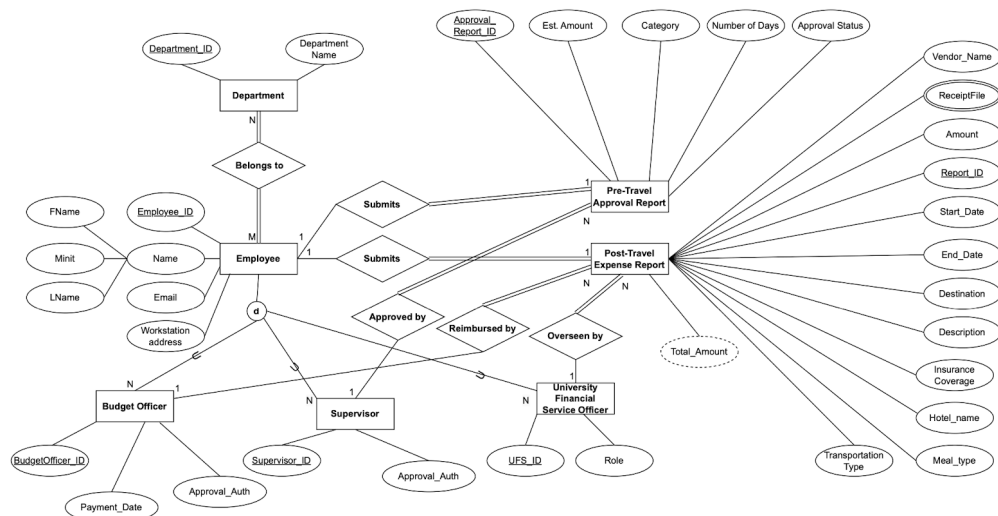 Approval_
Report_ID
Est. Amount
Category
Number of Days
Approval Status
Department_ID
Department
Name
Vendor_Name
ReceiptFile
Department
Amount
N
Belongs to
Report_ID
Pre-Travel
Approval Report
1
N
Submits
FName
Employee_ID
Start_Date
M
1
1
Minit
Name
Employee
Submits
1
Post-Travel
Expense Report
N
N
End_Date
LName
Email
Destination
d
Workstation
address
Approved by
Reimbursed by
Overseen by
Total_Amount
Description
U
U
U
Insurance
Coverage
N
1
N
1
N
1
Budget Officer
Supervisor
University
Financial
Service Officer
Hotel_name
BudgetOfficer_ID
Supervisor_ID
UFS_ID
Role
Transportation
Type
Meal_type
Approval_Auth
Approval_Auth
Payment_Date